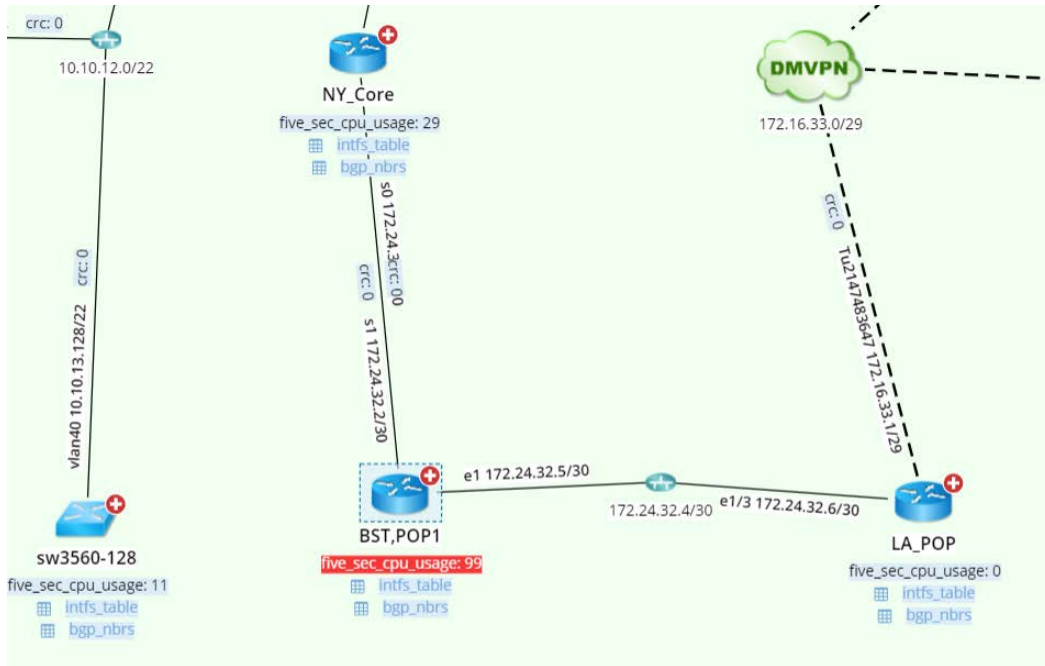 crc: 0
10.10.12.0/22
crc: 0
vlan40 10.10.13.128/22
sw3560-128
five_sec_cpu_usage: 11
intfs_table
bgp_nbrs
NY_Core
five_sec_cpu_usage: 29
intfs_table
bgp_nbrs
s0 172.24.3
crc: 00
crc: 0
s1 172.24.32.2/30
BST,POP1
five_sec_cpu_usage: 99
intfs_table
bgp_nbrs
e1 172.24.32.5/30
172.24.32.4/30
e1/3 172.24.32.6/30
DMVPN
172.16.33.0/29
crc: 0
Tu2147483647 172.16.33.1/29
LA_POP
five_sec_cpu_usage: 0
intfs_table
bgp_nbrs